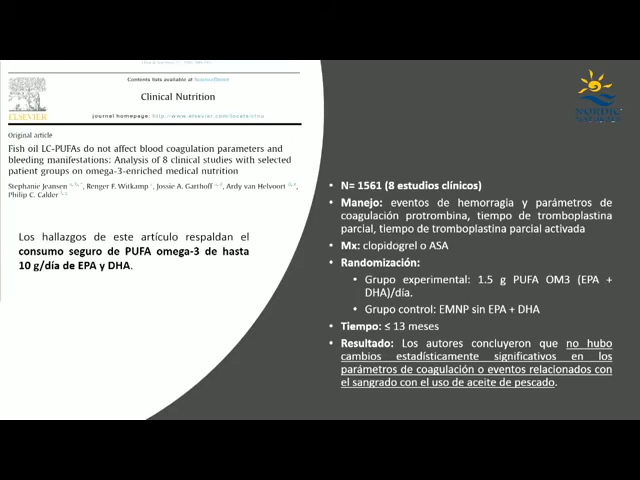 Contents lists available at ScienceDirect
Clinical Nutrition
journal homepage: http://www.elsevier.com/locate/clnu
ELSEVIER
Original article
Fish oil LC-PUFAs do not affect blood coagulation parameters and
bleeding manifestations: Analysis of 8 clinical studies with selected
patient groups on omega-3-enriched medical nutrition
Stephanie Jeansen, Renger F. Witkamp, Jossie A. Garthoff, Ardy van Helvoort,
Philip C. Calder
Los hallazgos de este artículo respaldan el
consumo seguro de PUFA omega-3 de hasta
10 g/día de EPA y DHA.
NORDIC
NATURALS
• N= 1561 (8 estudios clínicos)
• Manejo: eventos de hemorragia y parámetros de
coagulación protrombina, tiempo de tromboplastina
parcial, tiempo de tromboplastina parcial activada
• Mx: clopidogrel o ASA
• Randomización:
• Grupo experimental: 1.5 g PUFA OM3 (EPA +
DHA)/día.
• Grupo control: EMNP sin EPA + DHA
• Tiempo: ≤ 13 meses
• Resultado: Los autores concluyeron que no hubo
cambios estadísticamente significativos en los
parámetros de coagulación o eventos relacionados con
el sangrado con el uso de aceite de pescado.